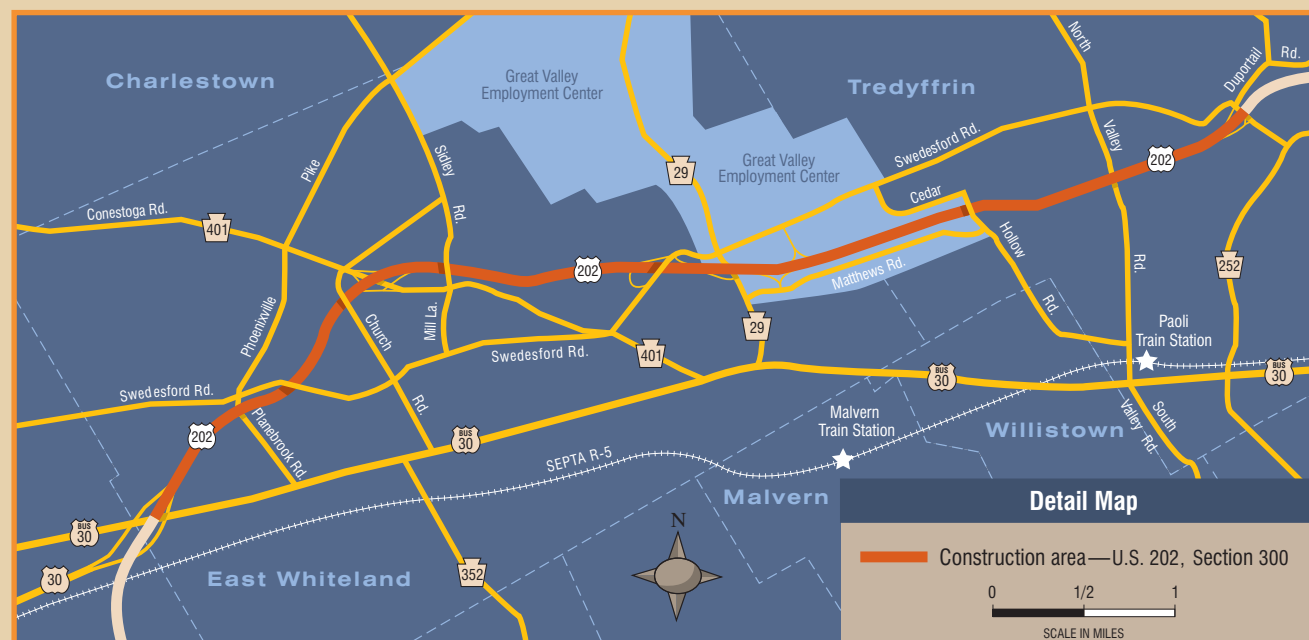 Charlestown
Great Valley
Employment Center
Tredyffrin
North
Duportail
Rd.
Pike
Sidley
Rd.
29
Great Valley
Employment Center
Swedesford Rd.
Valley
202
Conestoga Rd.
401
Cedar
Hollow
Rd.
202
Matthews Rd.
Rd.
252
Phoenixville
Church
Rd.
Mill La.
Swedesford Rd.
401
29
Paoli
Train Station
BUS
30
BUS
30
Swedesford Rd.
202
Planebrook Rd.
BUS
30
SEPTA R-5
Malvern
Train Station
Willistown
South
Valley Rd.
Malvern
BUS
30
30
East Whiteland
352
N
Detail Map
Construction area—U.S. 202, Section 300
0 1/2 1
SCALE IN MILES